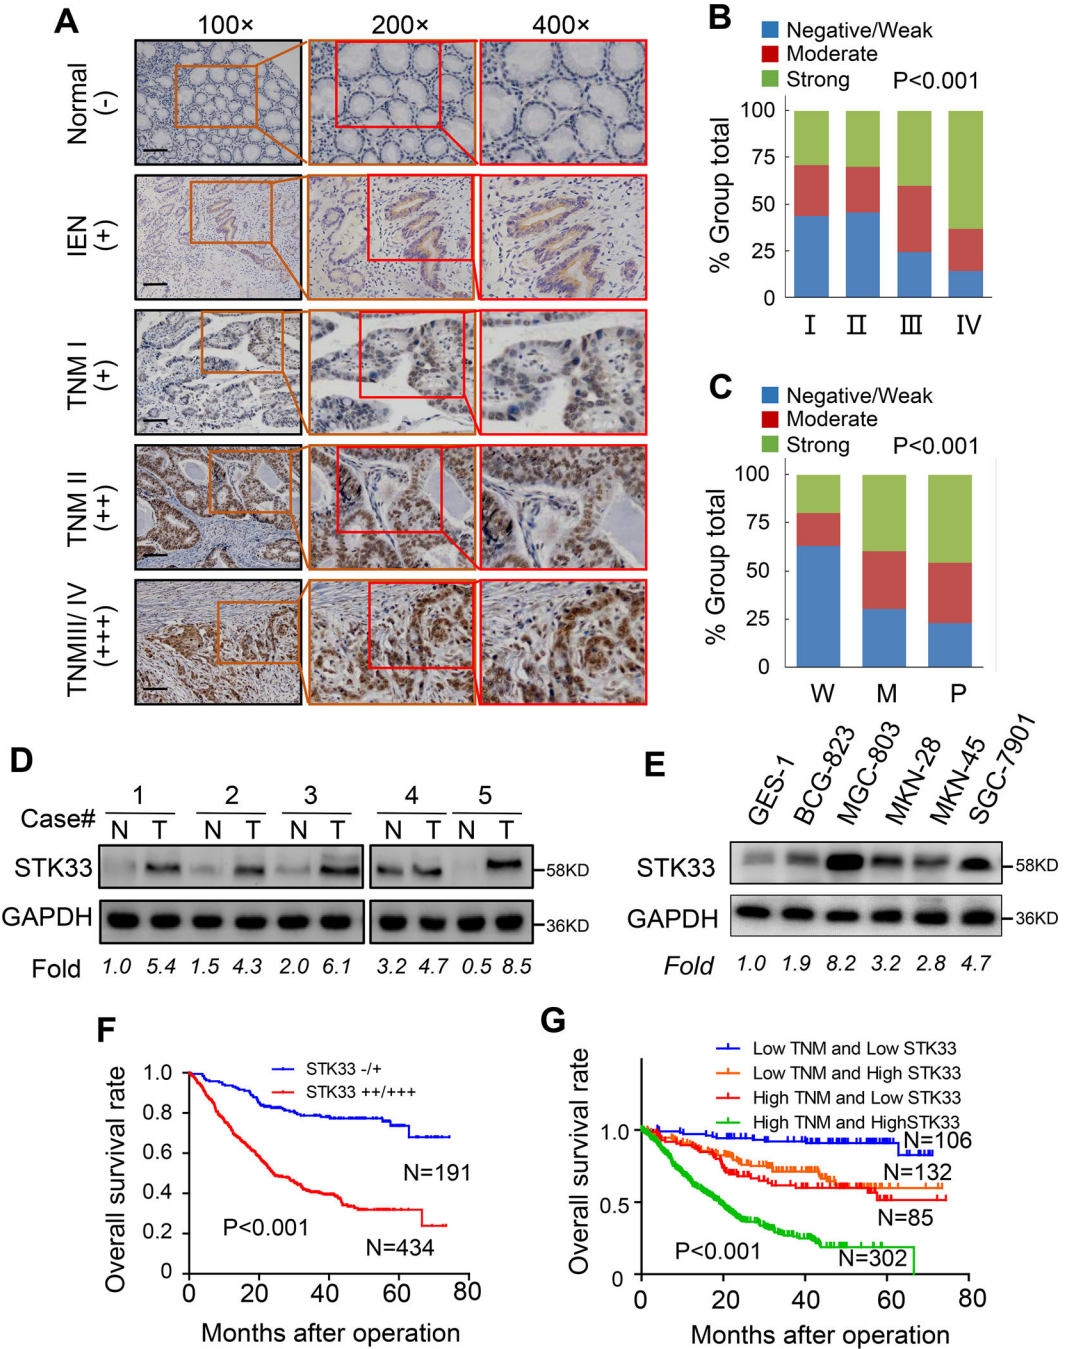 A
100×
200×
400×
Normal
(-)
IEN
(+)
TNM I
(+)
TNM II
(++)
TNMIII/ IV
(+++)
B
Negative/Weak
Moderate
Strong
P<0.001
% Group total
100
75
50
25
0
I II III IV
C
Negative/Weak
Moderate
Strong
P<0.001
% Group total
100
75
50
25
0
W M P
D
Case#
1 2 3 4 5
N T N T N T N T N T
STK33
58KD
GAPDH
36KD
Fold 1.0 5.4 1.5 4.3 2.0 6.1 3.2 4.7 0.5 8.5
E
GES-1
BCG-823
MGC-803
MKN-28
MKN-45
SGC-7901
STK33
58KD
GAPDH
36KD
Fold 1.0 1.9 8.2 3.2 2.8 4.7
F
Overall survival rate
1.0
0.8
0.6
0.4
0.2
0
STK33 -/+
STK33 ++/+++
N=191
P<0.001
N=434
0 20 40 60 80
Months after operation
G
Low TNM and Low STK33
Low TNM and High STK33
High TNM and Low STK33
High TNM and HighSTK33
Overall survival rate
1.0
0.5
0
N=106
N=132
N=85
P<0.001
N=302
0 20 40 60 80
Months after operation